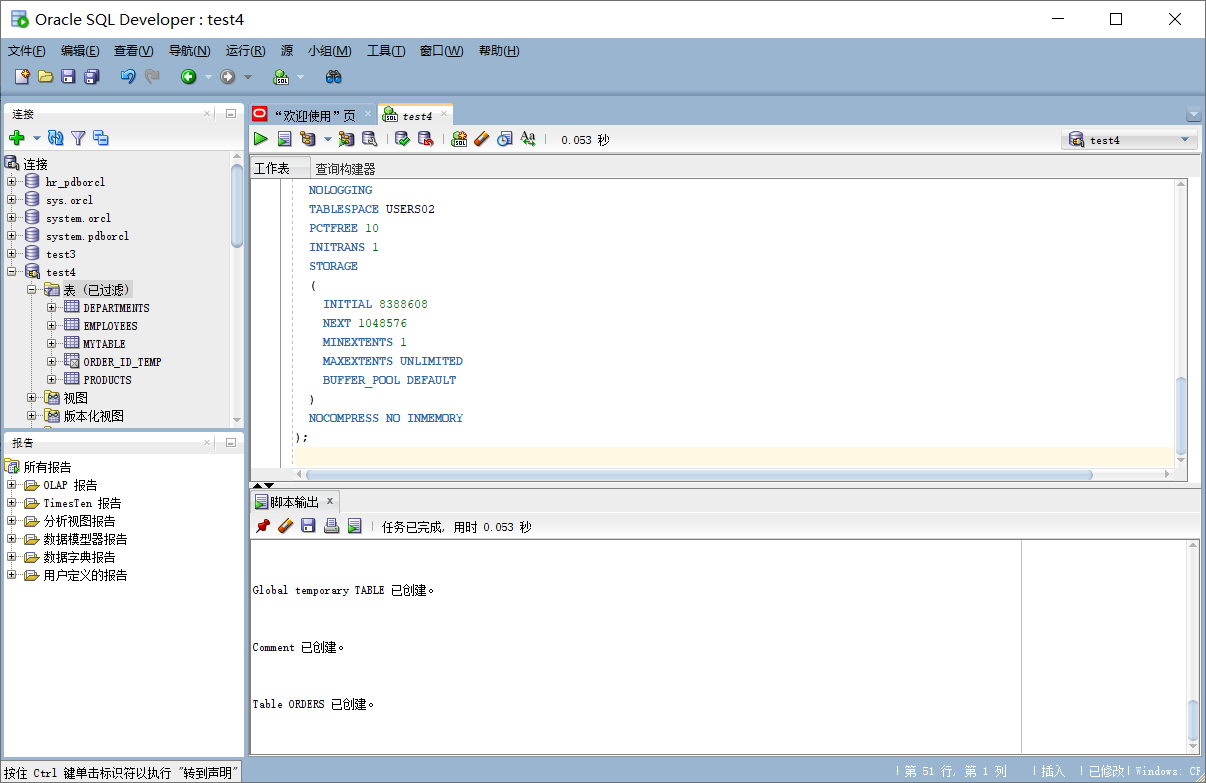 Oracle SQL Developer : test4
文件(F) 编辑(E) 查看(V) 导航(N) 运行(R) 源 小组(M) 工具(T) 窗口(W) 帮助(H)
连接
连接
hr_pdborcl
sys.orcl
system.orcl
system.pdborcl
test3
test4
表 (已过滤)
DEPARTMENTS
EMPLOYEES
MYTABLE
ORDER_ID_TEMP
PRODUCTS
视图
版本化视图
报告
所有报告
OLAP 报告
TimesTen 报告
分析视图报告
数据模型器报告
数据字典报告
用户定义的报告
“欢迎使用”页 test4
0.053 秒 test4
工作表 查询构建器
NOLOGGING
TABLESPACE USERS02
PCTFREE 10
INITRANS 1
STORAGE
(
INITIAL 8388608
NEXT 1048576
MINEXTENTS 1
MAXEXTENTS UNLIMITED
BUFFER_POOL DEFAULT
)
NOCOMPRESS NO INMEMORY
);
脚本输出
任务已完成, 用时 0.053 秒
Global temporary TABLE 已创建。
Comment 已创建。
Table ORDERS 已创建。
按住 Ctrl 键单击标识符以执行 "转到声明" 第 51 行, 第 1 列 插入 已修改 Windows: CF